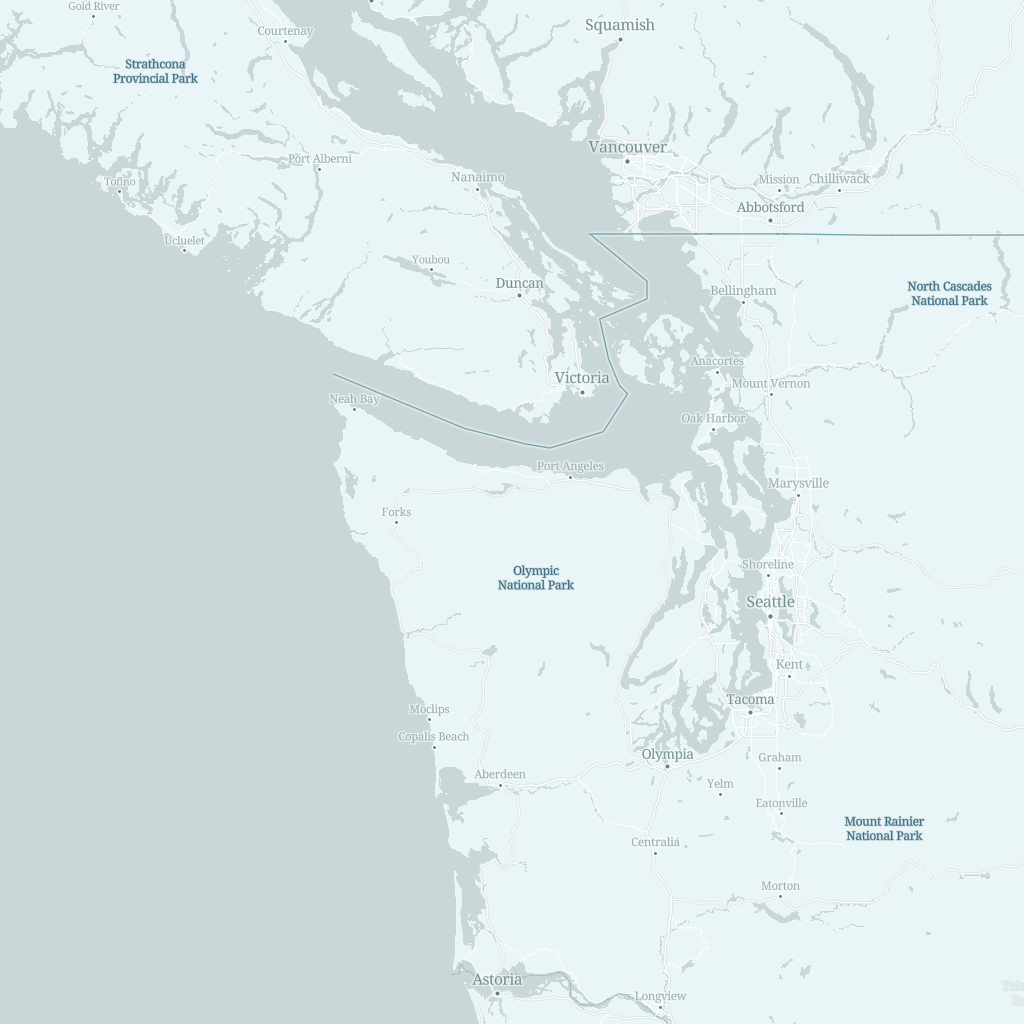 Gold River
Squamish
Courtenay
Strathcona
Provincial Park
Vancouver
Port Alberni
Nanaimo
Tofino
Mission
Chilliwack
Abbotsford
Ucluelet
Youbou
Duncan
Bellingham
North Cascades
National Park
Anacortes
Victoria
Mount Vernon
Neah Bay
Oak Harbor
Port Angeles
Marysville
Forks
Shoreline
Olympic
National Park
Seattle
Kent
Tacoma
Moclips
Copalis Beach
Olympia
Graham
Aberdeen
Yelm
Eatonville
Mount Rainier
National Park
Centralia
Morton
Astoria
Longview